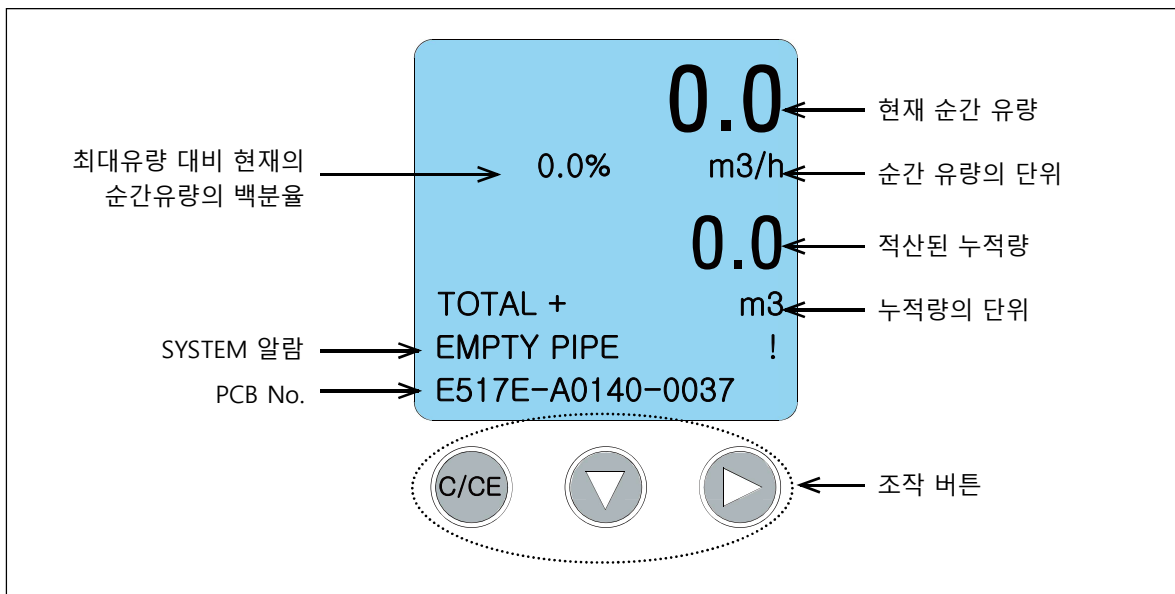 0.0
현재 순간 유량
최대유량 대비 현재의
순간유량의 백분율
0.0%
m3/h
순간 유량의 단위
0.0
적산된 누적량
TOTAL +
m3
누적량의 단위
SYSTEM 알람
EMPTY PIPE !
PCB No.
E517E-A0140-0037
C/CE
조작 버튼